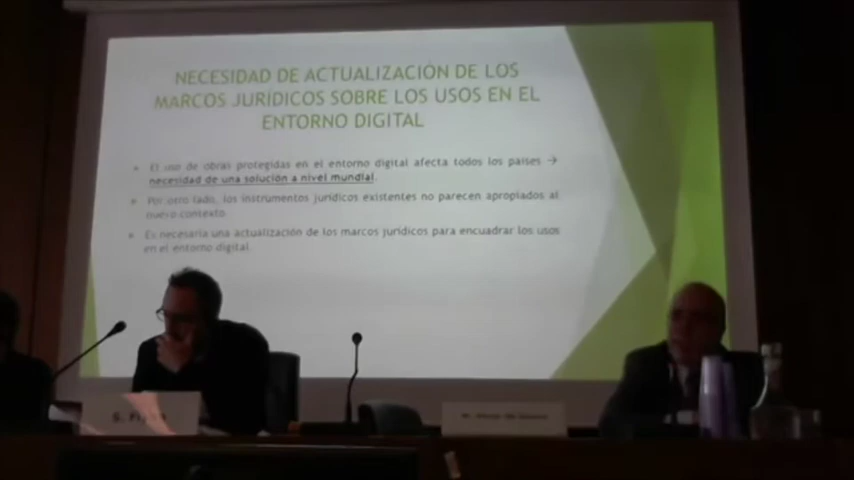 NECESIDAD DE ACTUALIZACIÓN DE LOS
MARCOS JURÍDICOS SOBRE LOS USOS EN EL
ENTORNO DIGITAL
El uso de obras protegidas en el entorno digital afecta todos los países →
necesidad de una solución a nivel mundial.
Por otro lado, los instrumentos jurídicos existentes no parecen apropiados al
nuevo contexto.
Es necesaria una actualización de los marcos jurídicos para encuadrar los usos
en el entorno digital.
S.